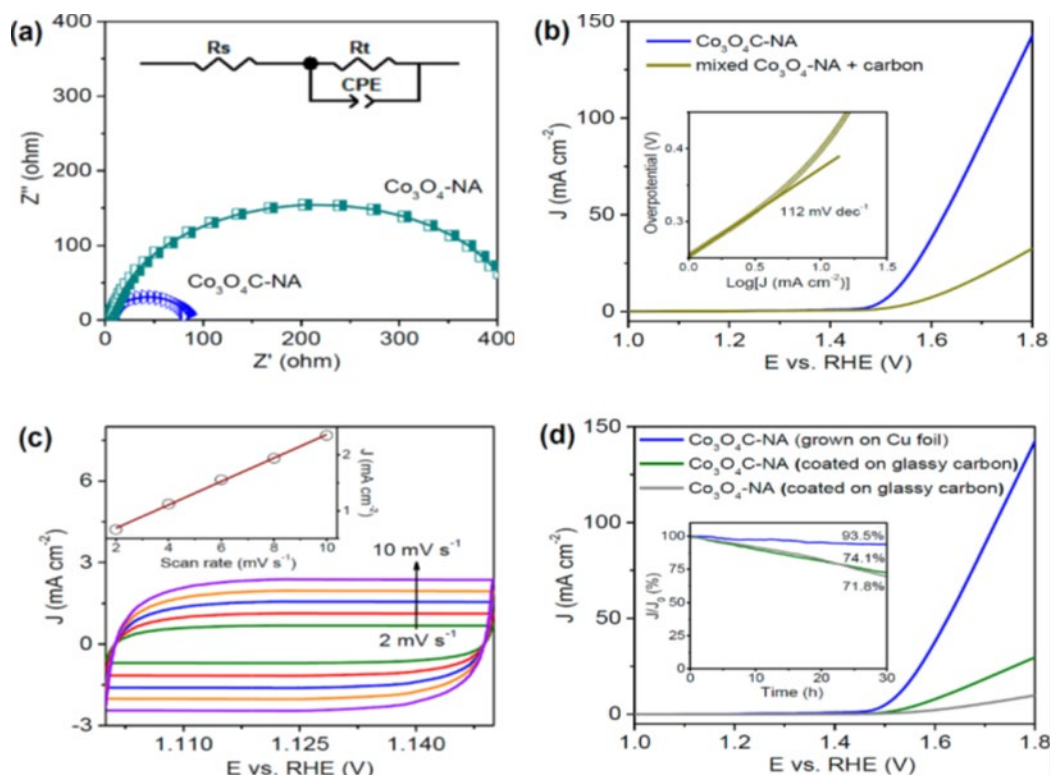 (a)
400
350
300
250
200
150
100
50
0
Z'' (ohm)
Rs
Rt
CPE
Co₃O₄-NA
Co₃O₄C-NA
0 100 200 300 400
Z' (ohm)
(b)
150
100
50
0
J (mA cm⁻²)
Co₃O₄C-NA
mixed Co₃O₄-NA + carbon
Overpotential (V)
0.4
0.3
112 mV dec⁻¹
0.0 0.5 1.0 1.5
Log[J (mA cm⁻²)]
1.0 1.2 1.4 1.6 1.8
E vs. RHE (V)
(c)
6
3
0
-3
J (mA cm⁻²)
2
1
J (mA cm⁻²)
2 4 6 8 10
Scan rate (mV s⁻¹)
10 mV s⁻¹
2 mV s⁻¹
1.110 1.125 1.140
E vs. RHE (V)
(d)
150
100
50
0
J (mA cm⁻²)
Co₃O₄C-NA (grown on Cu foil)
Co₃O₄C-NA (coated on glassy carbon)
Co₃O₄-NA (coated on glassy carbon)
J/J₀ (%)
100
75
50
25
0
93.5%
74.1%
71.8%
0 10 20 30
Time (h)
1.0 1.2 1.4 1.6 1.8
E vs. RHE (V)